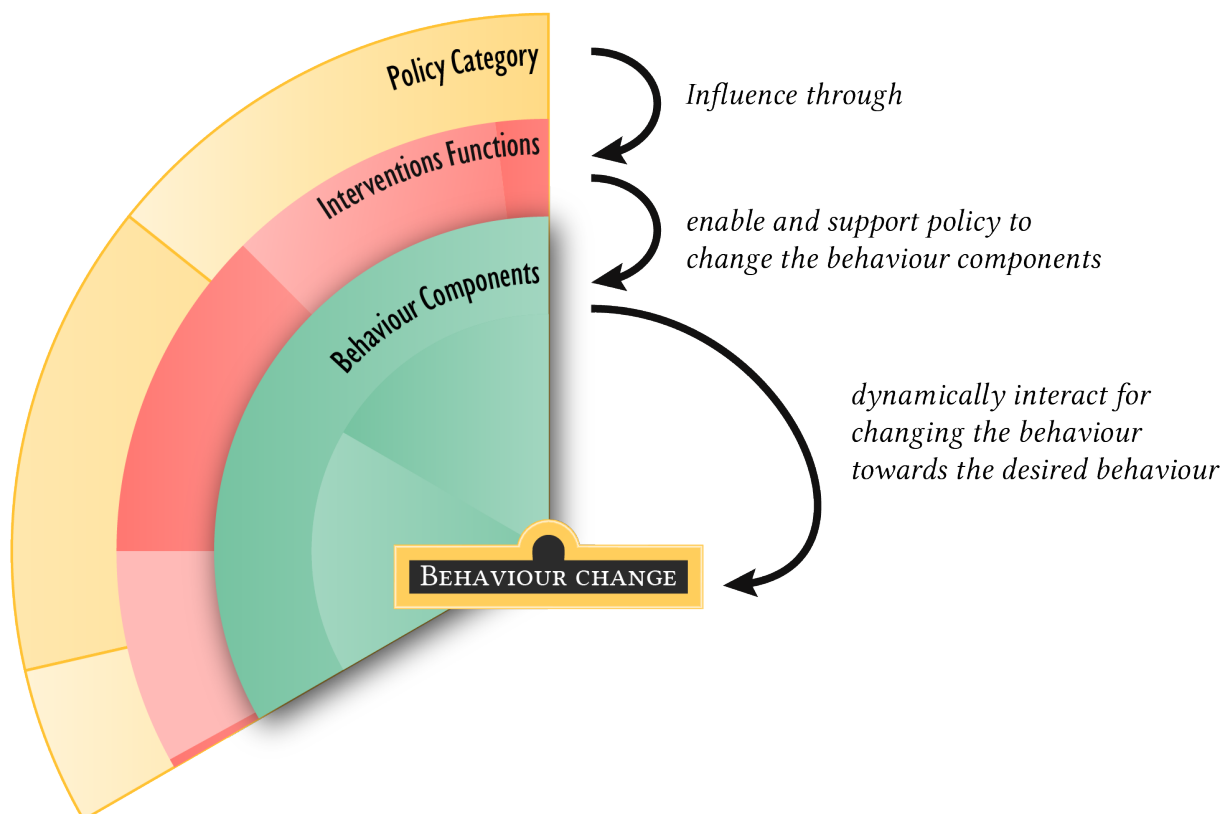 Policy Category
Influence through
Interventions Functions
enable and support policy to
change the behaviour components
Behaviour Components
dynamically interact for
changing the behaviour
towards the desired behaviour
Behaviour change